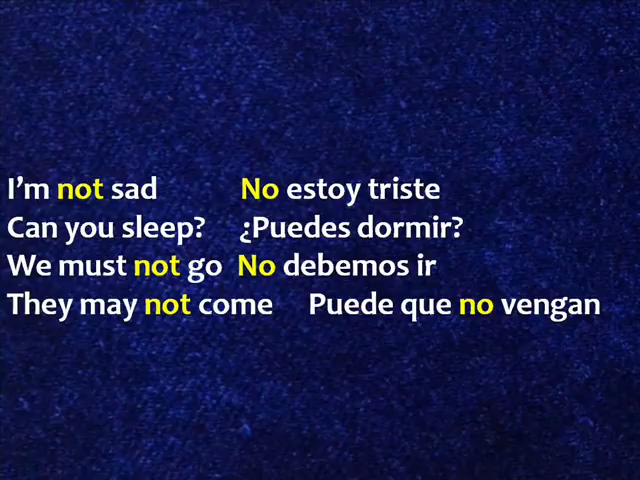 I'm not sad No estoy triste
Can you sleep? ¿Puedes dormir?
We must not go No debemos ir
They may not come Puede que no vengan